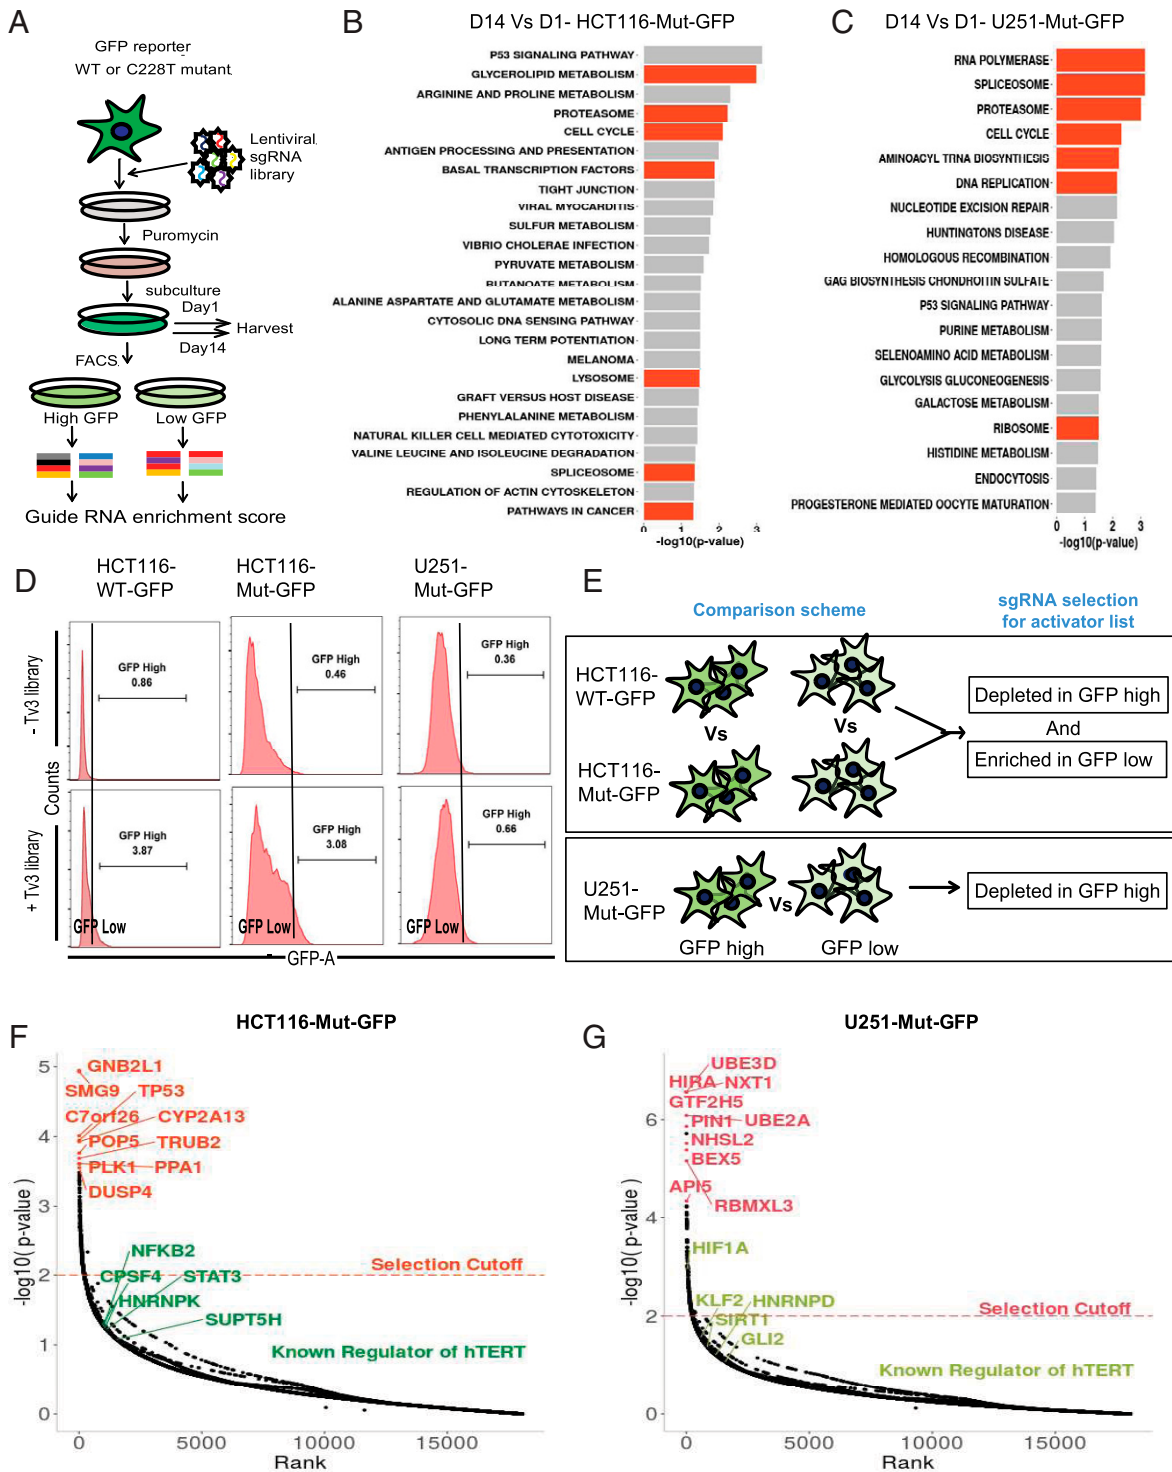 A
GFP reporter
WT or C228T mutant
Lentiviral
sgRNA
library
Puromycin
subculture
Day1
Harvest
Day14
FACS
High GFP
Low GFP
Guide RNA enrichment score
B
D14 Vs D1- HCT116-Mut-GFP
P53 SIGNALING PATHWAY
GLYCEROLIPID METABOLISM
ARGININE AND PROLINE METABOLISM
PROTEASOME
CELL CYCLE
ANTIGEN PROCESSING AND PRESENTATION
BASAL TRANSCRIPTION FACTORS
TIGHT JUNCTION
VIRAL MYOCARDITIS
SULFUR METABOLISM
VIBRIO CHOLERAE INFECTION
PYRUVATE METABOLISM
BUTANOATE METABOLISM
ALANINE ASPARTATE AND GLUTAMATE METABOLISM
CYTOSOLIC DNA SENSING PATHWAY
LONG TERM POTENTIATION
MELANOMA
LYSOSOME
GRAFT VERSUS HOST DISEASE
PHENYLALANINE METABOLISM
NATURAL KILLER CELL MEDIATED CYTOTOXICITY
VALINE LEUCINE AND ISOLEUCINE DEGRADATION
SPLICEOSOME
REGULATION OF ACTIN CYTOSKELETON
PATHWAYS IN CANCER
0 1 2 3
-log10(p-value)
C
D14 Vs D1- U251-Mut-GFP
RNA POLYMERASE
SPLICEOSOME
PROTEASOME
CELL CYCLE
AMINOACYL TRNA BIOSYNTHESIS
DNA REPLICATION
NUCLEOTIDE EXCISION REPAIR
HUNTINGTONS DISEASE
HOMOLOGOUS RECOMBINATION
GAG BIOSYNTHESIS CHONDROITIN SULFATE
P53 SIGNALING PATHWAY
PURINE METABOLISM
SELENOAMINO ACID METABOLISM
GLYCOLYSIS GLUCONEOGENESIS
GALACTOSE METABOLISM
RIBOSOME
HISTIDINE METABOLISM
ENDOCYTOSIS
PROGESTERONE MEDIATED OOCYTE MATURATION
0 1 2 3
-log10(p-value)
D
HCT116-
WT-GFP
HCT116-
Mut-GFP
U251-
Mut-GFP
- Tv3 library
GFP High
0.86
GFP High
0.46
GFP High
0.36
Counts
+ Tv3 library
GFP High
3.87
GFP Low
GFP High
3.08
GFP Low
GFP High
0.66
GFP Low
GFP-A
E
Comparison scheme
sgRNA selection
for activator list
HCT116-
WT-GFP
Vs
Vs
HCT116-
Mut-GFP
Depleted in GFP high
And
Enriched in GFP low
U251-
Mut-GFP
Vs
Depleted in GFP high
GFP high
GFP low
F
HCT116-Mut-GFP
-log10( p-value )
5
4
3
2
1
0
GNB2L1
SMG9 TP53
C7orf26 CYP2A13
POP5 TRUB2
PLK1 PPA1
DUSP4
NFKB2
Selection Cutoff
CPSF4 STAT3
HNRNPK
SUPT5H
Known Regulator of hTERT
0 5000 10000 15000
Rank
G
U251-Mut-GFP
-log10( p-value )
6
4
2
0
UBE3D
HIRA NXT1
GTF2H5
PIN1 UBE2A
NHSL2
BEX5
API5
RBMXL3
HIF1A
KLF2 HNRNPD
Selection Cutoff
SIRT1
GLI2
Known Regulator of hTERT
0 5000 10000 15000
Rank